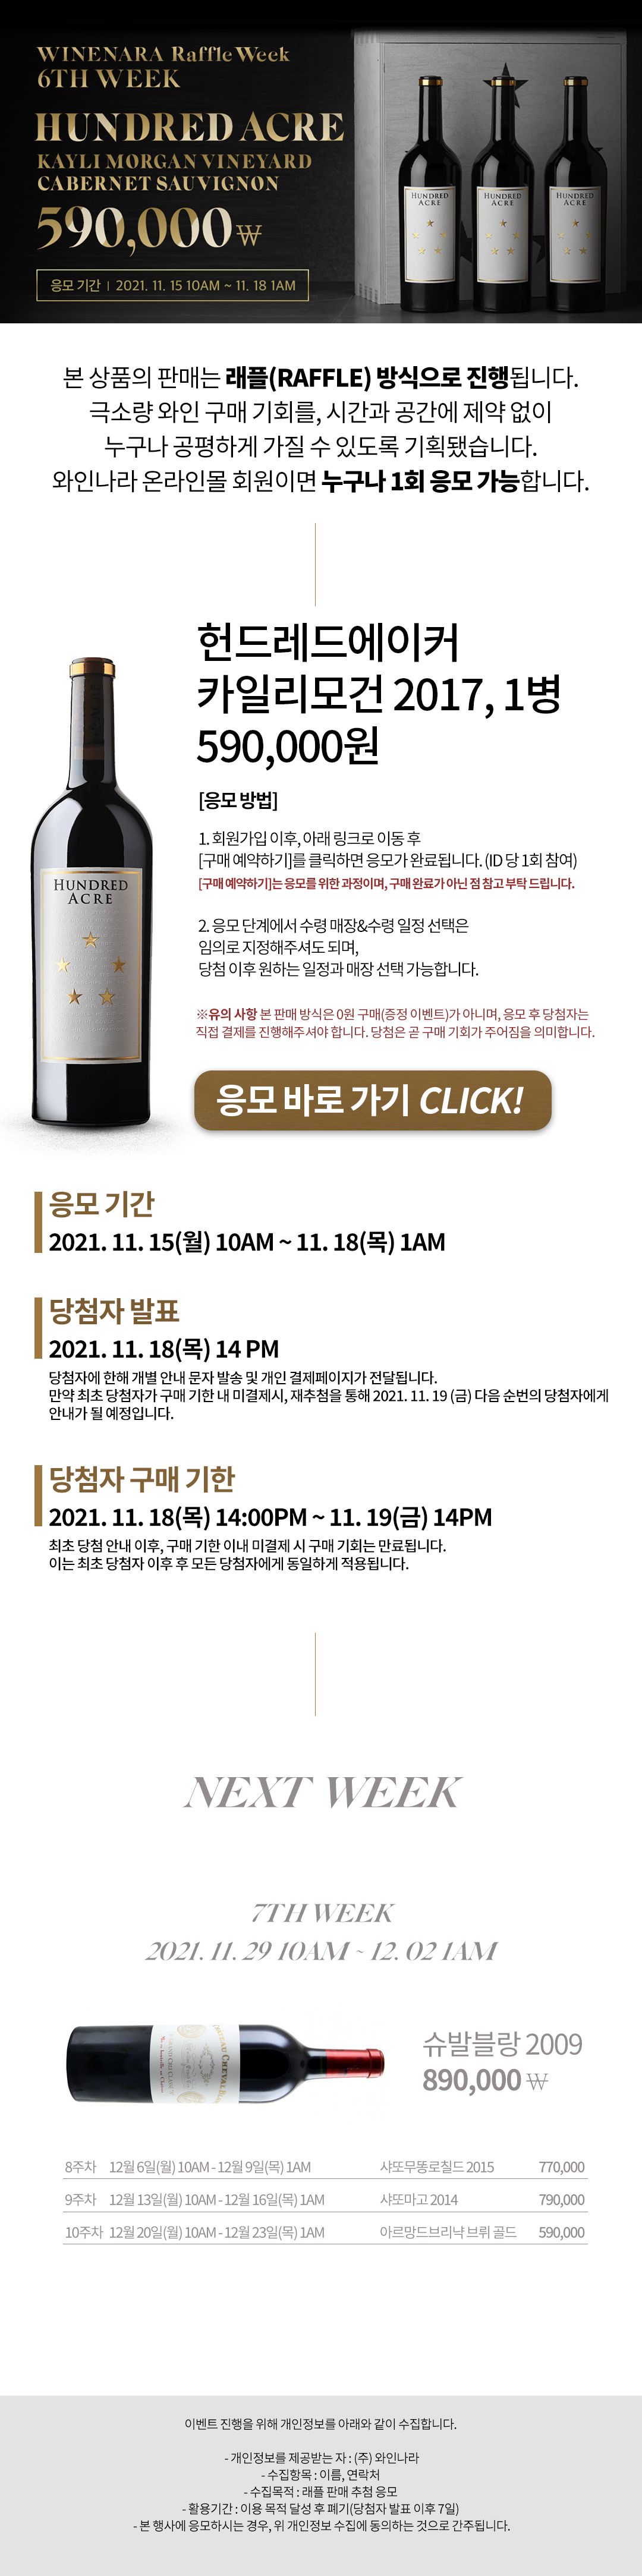 WINENARA Raffle Week
6TH WEEK
HUNDRED ACRE
KAYLI MORGAN VINEYARD
CABERNET SAUVIGNON
590,000₩
응모 기간 | 2021. 11. 15 10AM ~ 11. 18 1AM
HUNDRED ACRE
HUNDRED ACRE
HUNDRED ACRE
본 상품의 판매는 래플(RAFFLE) 방식으로 진행됩니다.
극소량 와인 구매 기회를, 시간과 공간에 제약 없이
누구나 공평하게 가질 수 있도록 기획됐습니다.
와인나라 온라인몰 회원이면 누구나 1회 응모 가능합니다.
헌드레드에이커
카일리모건 2017, 1병
590,000원
[응모 방법]
1. 회원가입 이후, 아래 링크로 이동 후
[구매 예약하기]를 클릭하면 응모가 완료됩니다. (ID 당 1회 참여)
[구매 예약하기]는 응모를 위한 과정이며, 구매 완료가 아닌 점 참고 부탁 드립니다.
HUNDRED
ACRE
2. 응모 단계에서 수령 매장&수령 일정 선택은
임의로 지정해주셔도 되며,
당첨 이후 원하는 일정과 매장 선택 가능합니다.
※유의 사항 본 판매 방식은 0원 구매(증정 이벤트)가 아니며, 응모 후 당첨자는
직접 결제를 진행해주셔야 합니다. 당첨은 곧 구매 기회가 주어짐을 의미합니다.
응모 바로 가기 CLICK!
응모 기간
2021. 11. 15(월) 10AM ~ 11. 18(목) 1AM
당첨자 발표
2021. 11. 18(목) 14 PM
당첨자에 한해 개별 안내 문자 발송 및 개인 결제페이지가 전달됩니다.
만약 최초 당첨자가 구매 기한 내 미결제시, 재추첨을 통해 2021. 11. 19 (금) 다음 순번의 당첨자에게
안내가 될 예정입니다.
당첨자 구매 기한
2021. 11. 18(목) 14:00PM ~ 11. 19(금) 14PM
최초 당첨 안내 이후, 구매 기한 이내 미결제 시 구매 기회는 만료됩니다.
이는 최초 당첨자 이후 후 모든 당첨자에게 동일하게 적용됩니다.
NEXT WEEK
7TH WEEK
2021. 11. 29 10AM ~ 12. 02 1AM
슈발블랑 2009
890,000 ₩
8주차 12월 6일(월) 10AM - 12월 9일(목) 1AM 샤또무똥로칠드 2015 770,000
9주차 12월 13일(월) 10AM - 12월 16일(목) 1AM 샤또마고 2014 790,000
10주차 12월 20일(월) 10AM - 12월 23일(목) 1AM 아르망드브리냑 브뤼 골드 590,000
이벤트 진행을 위해 개인정보를 아래와 같이 수집합니다.
- 개인정보를 제공받는 자 : (주) 와인나라
- 수집항목 : 이름, 연락처
- 수집목적 : 래플 판매 추첨 응모
- 활용기간 : 이용 목적 달성 후 폐기(당첨자 발표 이후 7일)
- 본 행사에 응모하시는 경우, 위 개인정보 수집에 동의하는 것으로 간주됩니다.